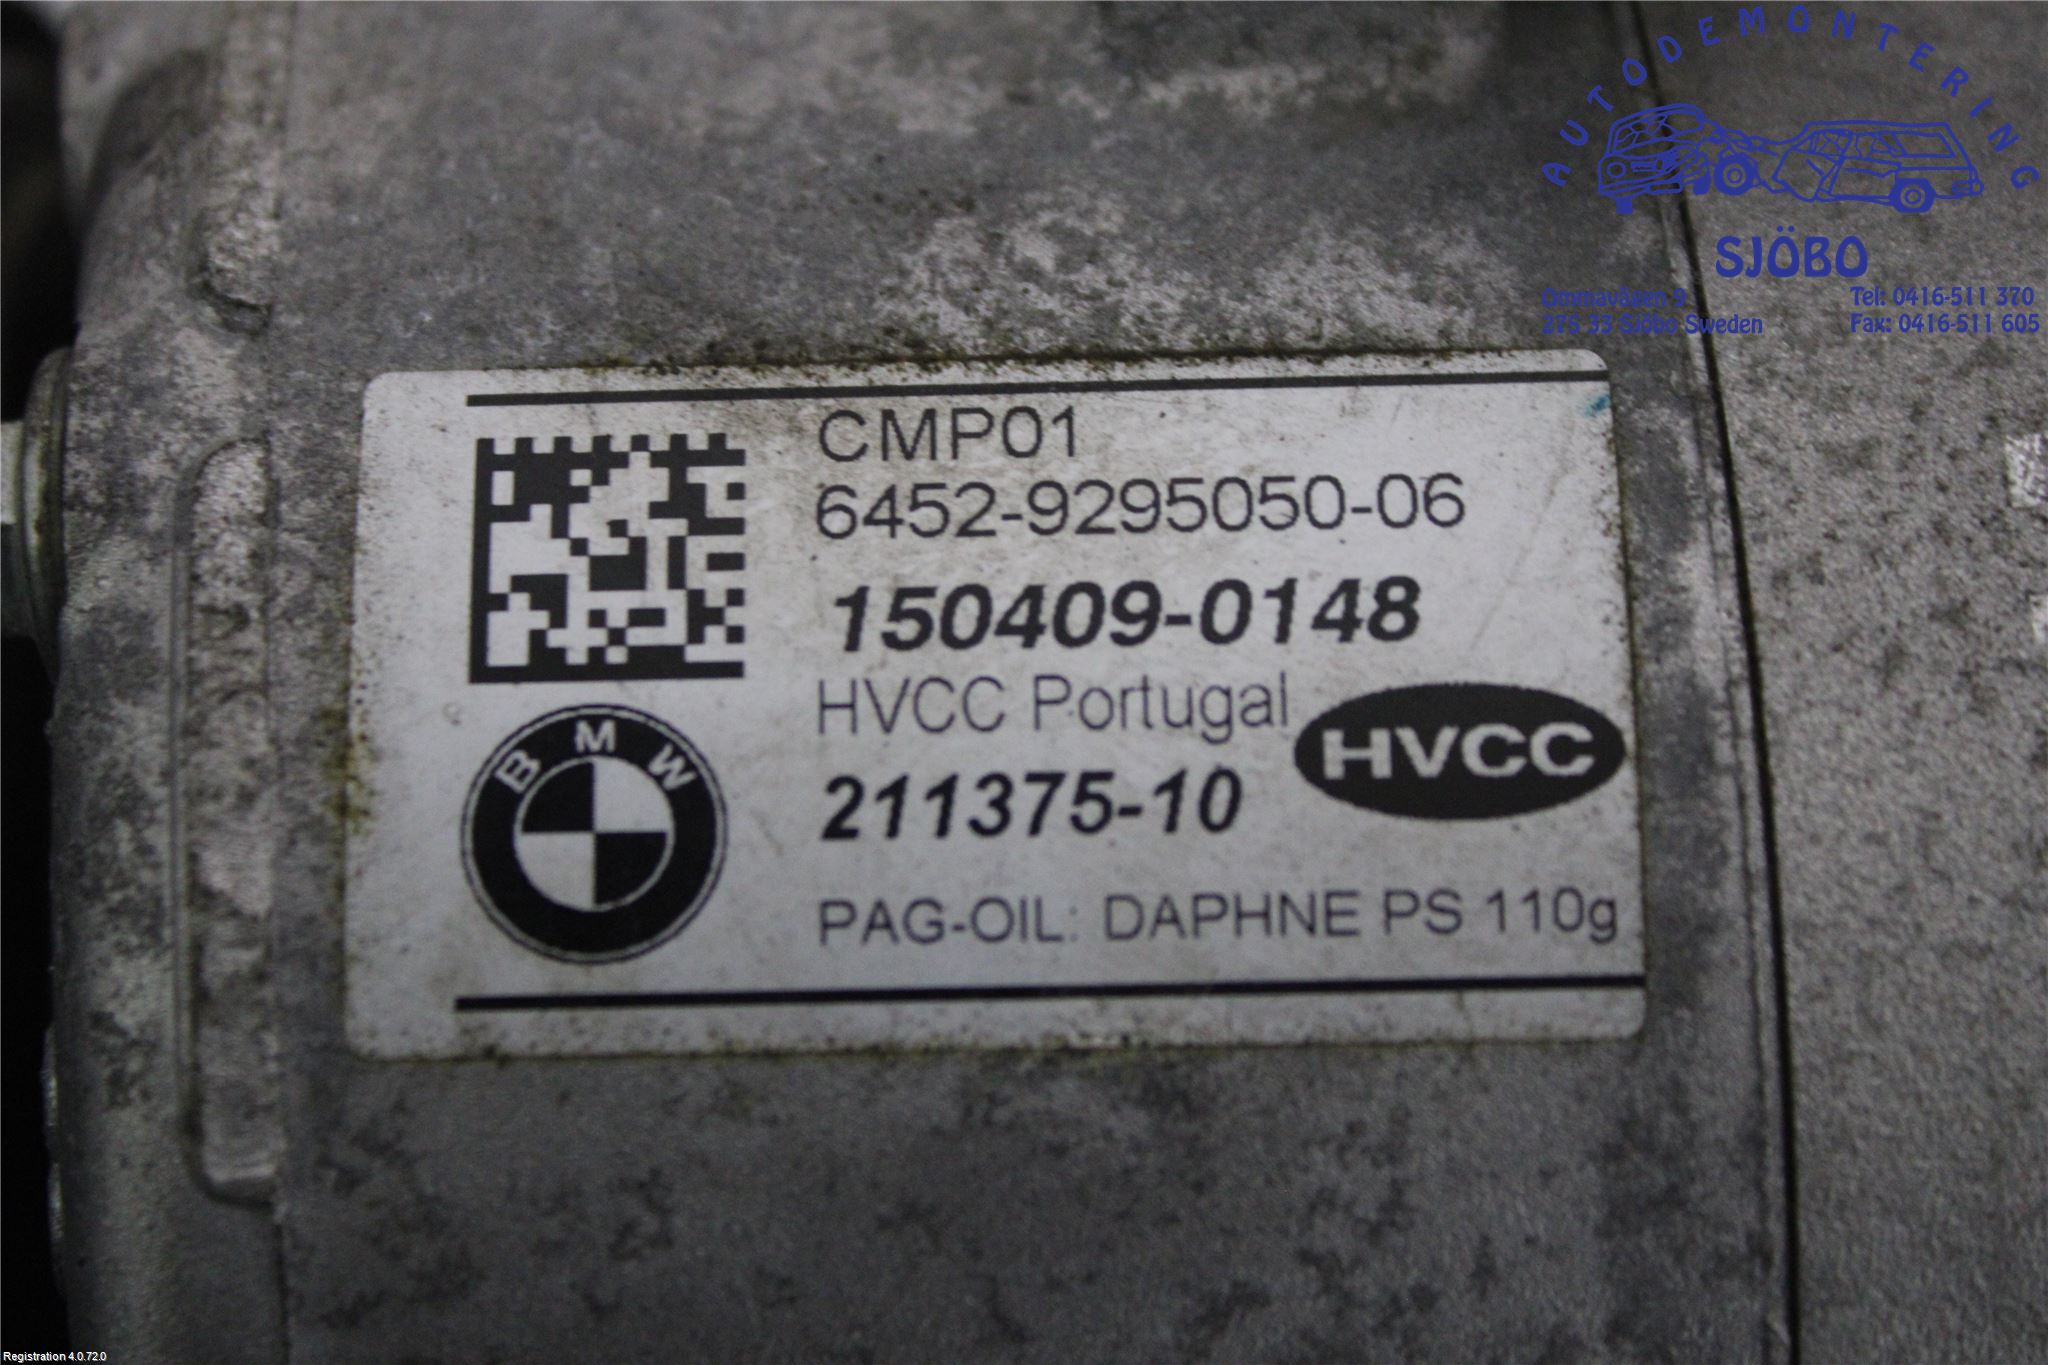 AUTODEMONTERING
SJÖBO
Ommavägen 9 Tel: 0416-511 370
275 33 Sjöbo Sweden Fax: 0416-511 605
CMP01
6452-9295050-06
150409-0148
HVCC Portugal
HVCC
BMW
211375-10
PAG-OIL: DAPHNE PS 110g
Registration 4.0.72.0